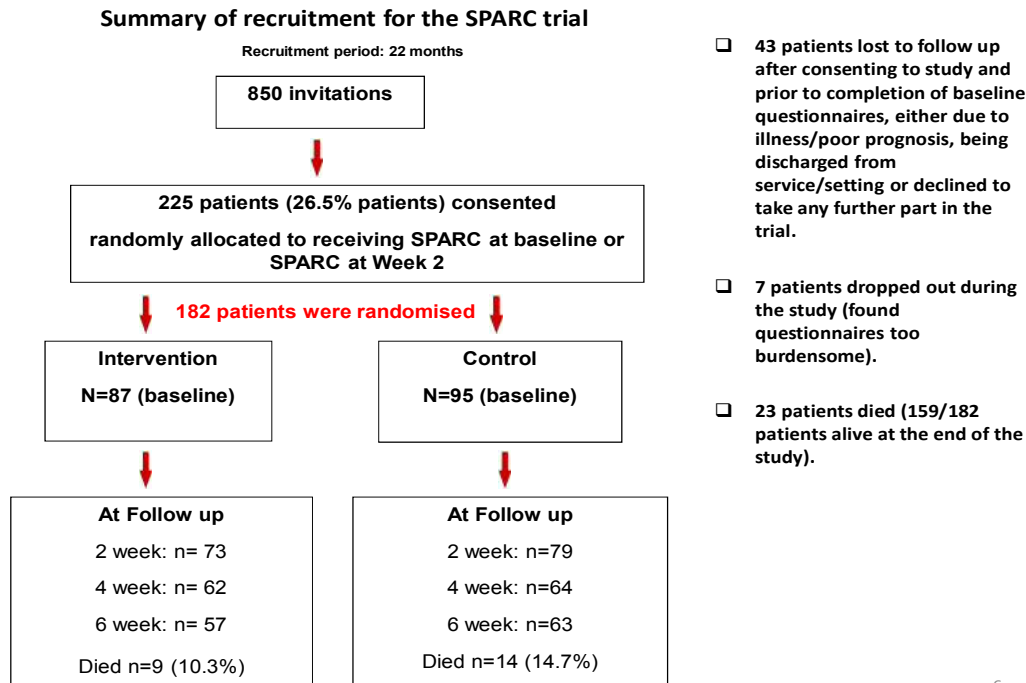 Summary of recruitment for the SPARC trial
Recruitment period: 22 months
850 invitations
225 patients (26.5% patients) consented
randomly allocated to receiving SPARC at baseline or
SPARC at Week 2
182 patients were randomised
Intervention
N=87 (baseline)
Control
N=95 (baseline)
At Follow up
2 week: n= 73
4 week: n= 62
6 week: n= 57
Died n=9 (10.3%)
At Follow up
2 week: n=79
4 week: n=64
6 week: n=63
Died n=14 (14.7%)
43 patients lost to follow up
after consenting to study and
prior to completion of baseline
questionnaires, either due to
illness/poor prognosis, being
discharged from
service/setting or declined to
take any further part in the
trial.
7 patients dropped out during
the study (found
questionnaires too
burdensome).
23 patients died (159/182
patients alive at the end of the
study).